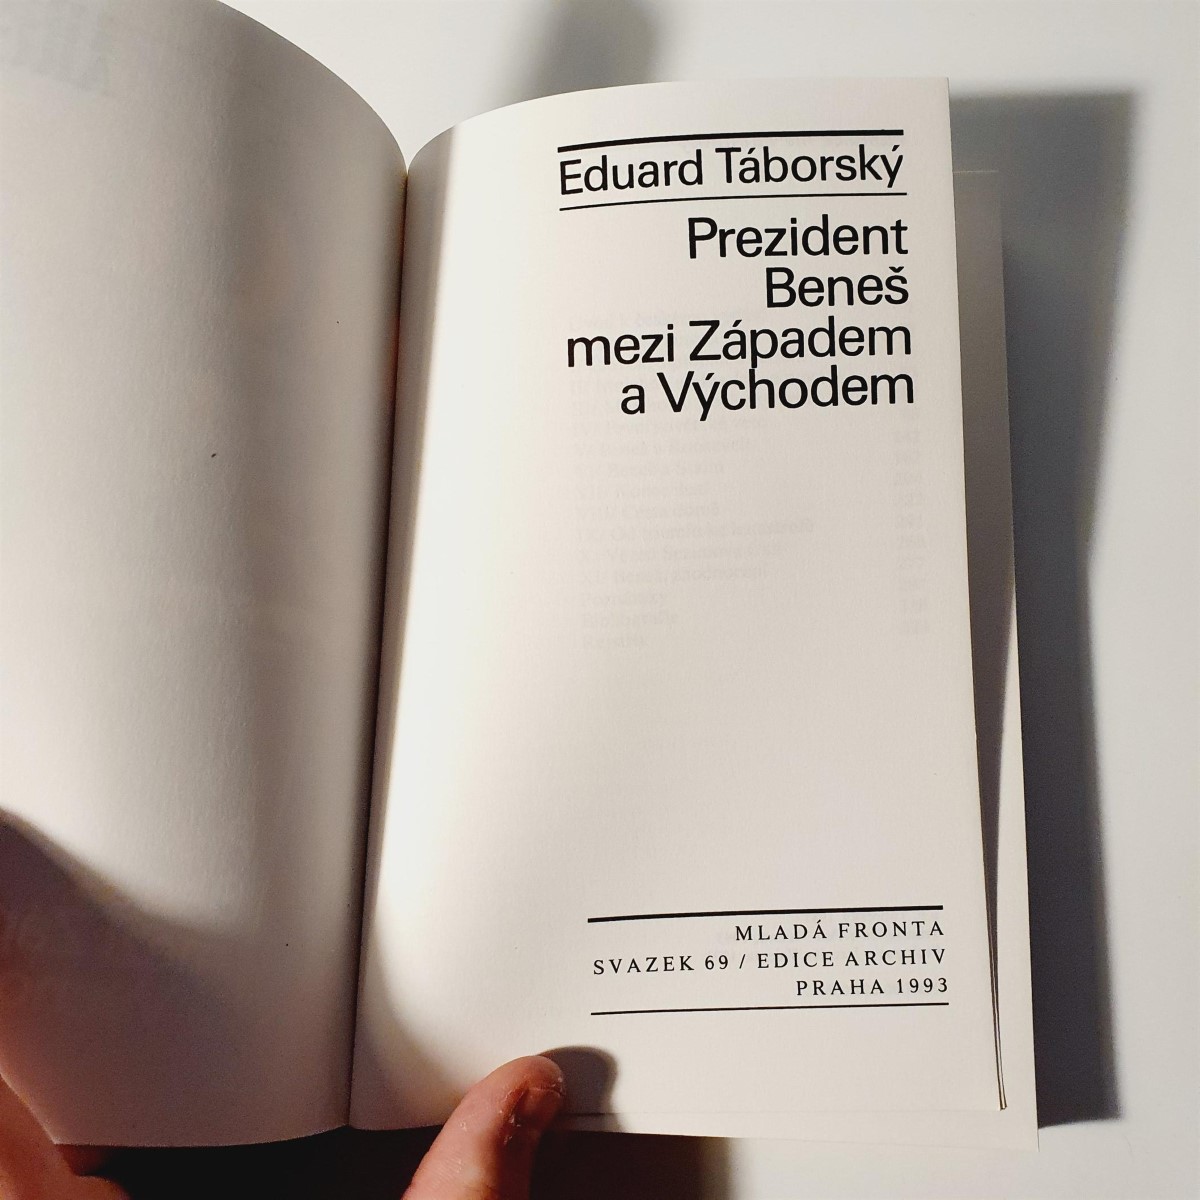 Eduard Táborský
Prezident
Beneš
mezi Západem
a Východem
MLADÁ FRONTA
SVAZEK 69 / EDICE ARCHIV
PRAHA 1993